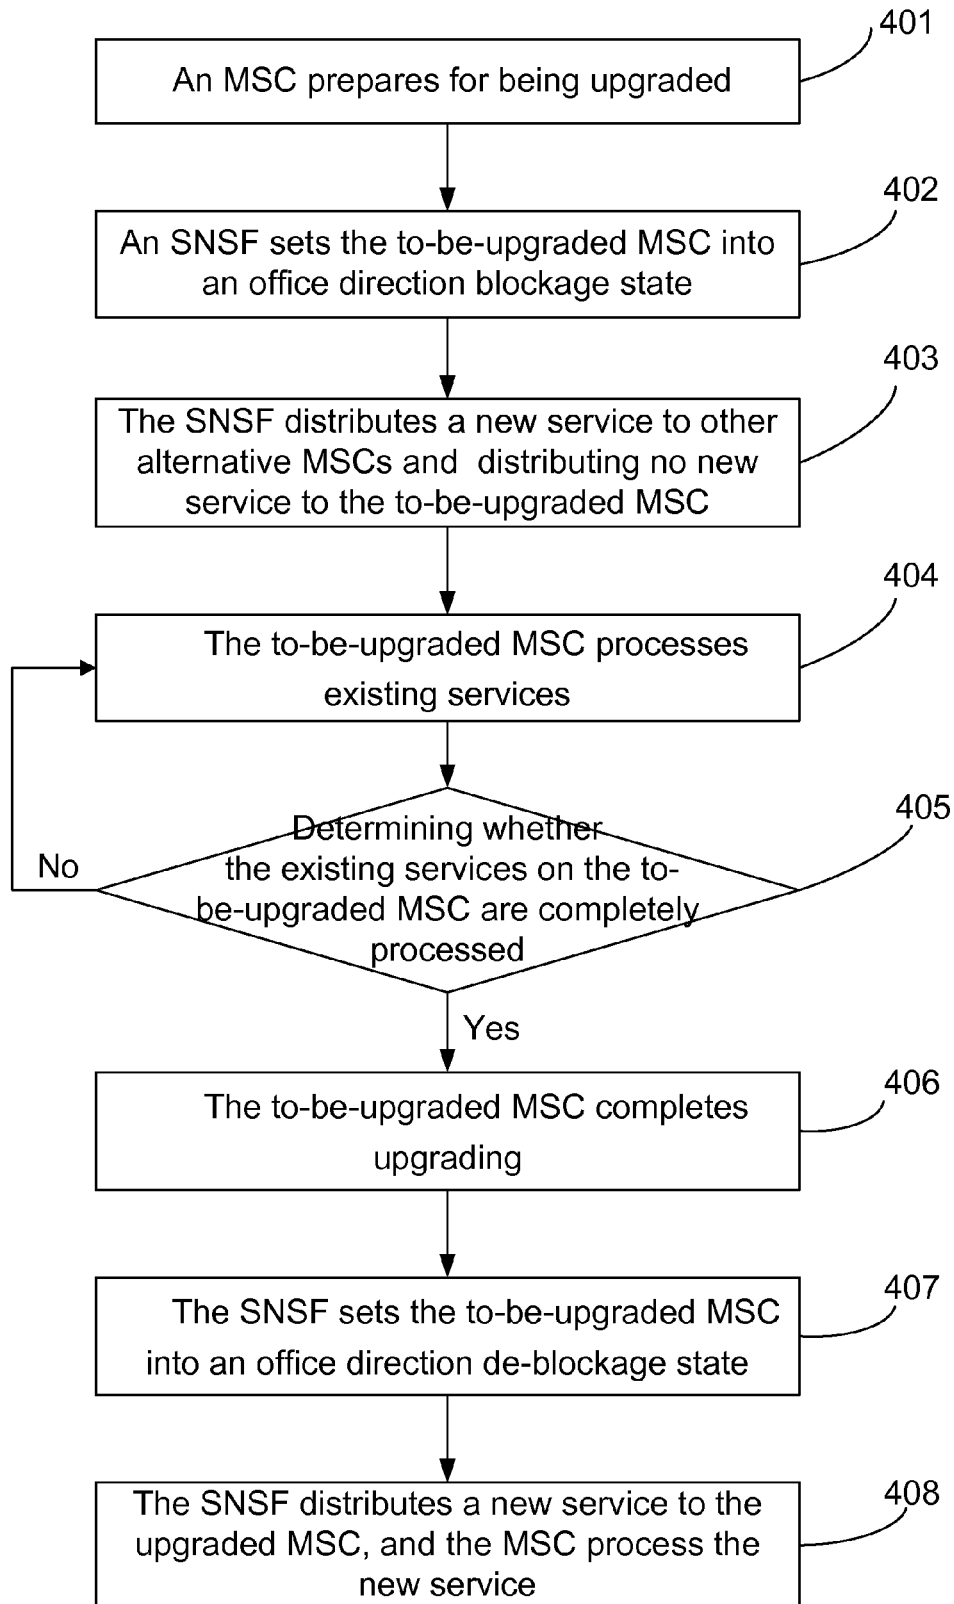 401
An MSC prepares for being upgraded
402
An SNSF sets the to-be-upgraded MSC into
an office direction blockage state
403
The SNSF distributes a new service to other
alternative MSCs and distributing no new
service to the to-be-upgraded MSC
404
The to-be-upgraded MSC processes
existing services
405
Determining whether
the existing services on the to-
be-upgraded MSC are completely
processed
No
Yes
406
The to-be-upgraded MSC completes
upgrading
407
The SNSF sets the to-be-upgraded MSC
into an office direction de-blockage state
408
The SNSF distributes a new service to the
upgraded MSC, and the MSC process the
new service